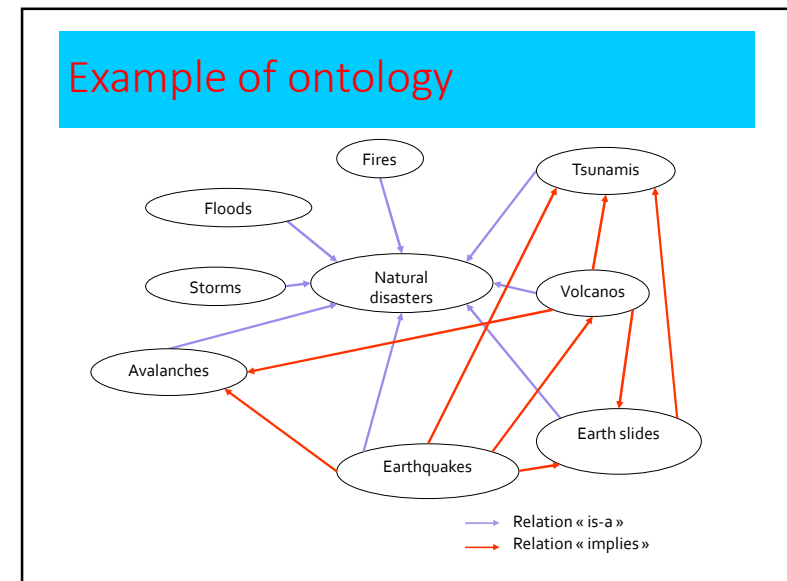 Example of ontology
Fires
Tsunamis
Floods
Natural
disasters
Storms
Volcanos
Avalanches
Earth slides
Earthquakes
Relation « is-a »
Relation « implies »